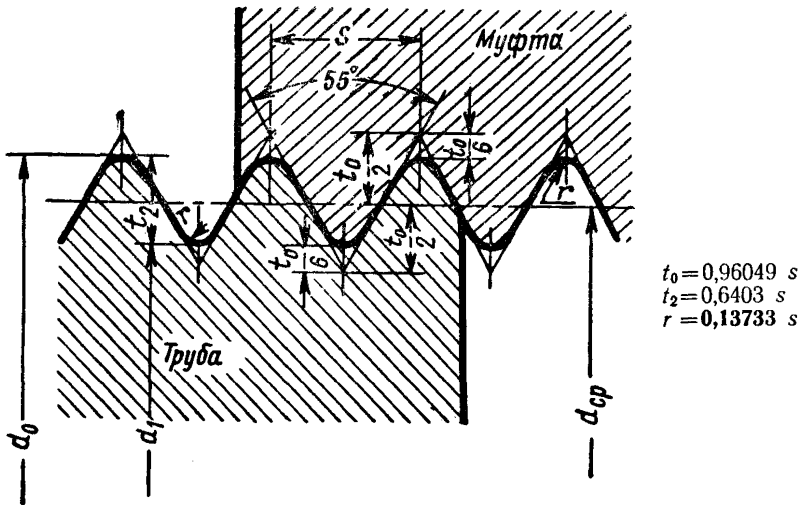 S
Муфта
55°
t₀/2
t₀/6
t₂
r
r
t₀/6
t₀/2
t₀=0,96049 s
t₂=0,6403 s
r=0,13733 s
Труба
d₀
d₁
dср